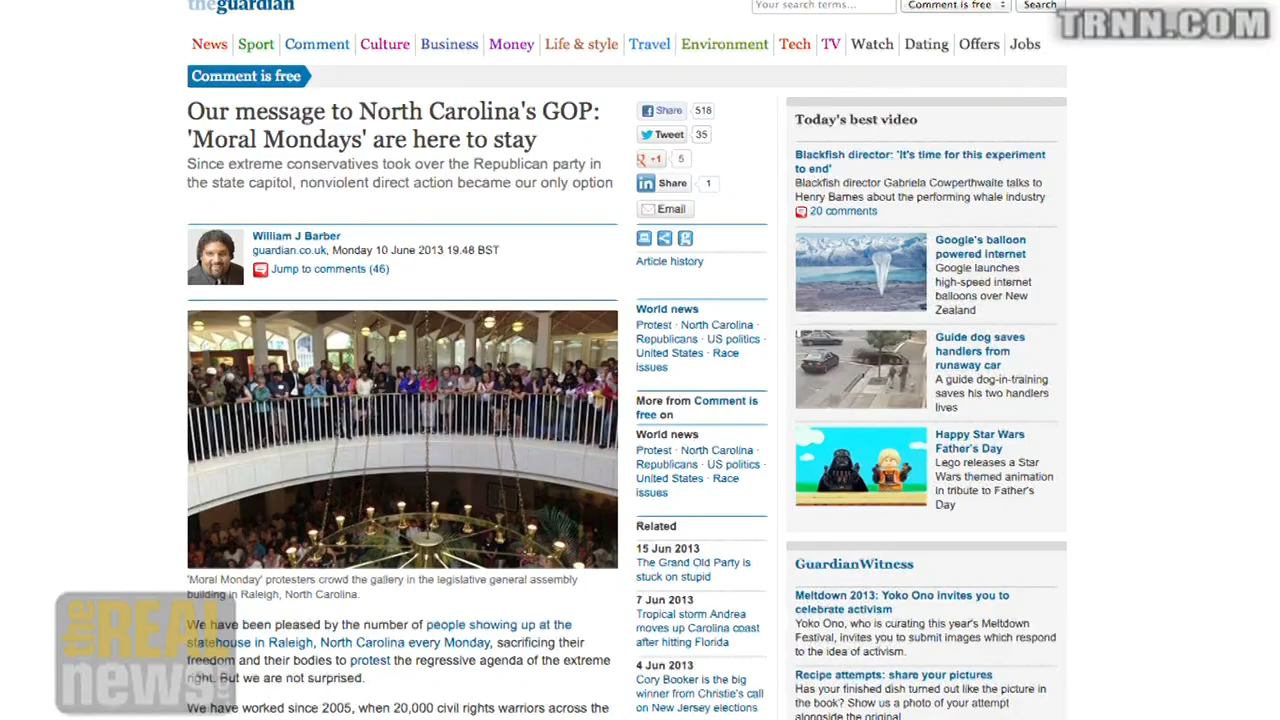 theguardian
Your search terms...
Comment is free
Search
TRNN.COM
News
Sport
Comment
Culture
Business
Money
Life & style
Travel
Environment
Tech
TV
Watch
Dating
Offers
Jobs
Comment is free
Our message to North Carolina's GOP:
'Moral Mondays' are here to stay
Since extreme conservatives took over the Republican party in
the state capitol, nonviolent direct action became our only option
William J Barber
guardian.co.uk, Monday 10 June 2013 19.48 BST
Jump to comments (46)
'Moral Monday' protesters crowd the gallery in the legislative general assembly
building in Raleigh, North Carolina.
We have been pleased by the number of people showing up at the
statehouse in Raleigh, North Carolina every Monday, sacrificing their
freedom and their bodies to protest the regressive agenda of the extreme
right. But we are not surprised.
We have worked since 2005, when 20,000 civil rights warriors across the
the REAL
news
Share 518
Tweet 35
+1 5
in Share 1
Email
Article history
World news
Protest · North Carolina ·
Republicans · US politics ·
United States · Race
issues
More from Comment is
free on
World news
Protest · North Carolina ·
Republicans · US politics ·
United States · Race
issues
Related
15 Jun 2013
The Grand Old Party is
stuck on stupid
7 Jun 2013
Tropical storm Andrea
moves up Carolina coast
after hitting Florida
4 Jun 2013
Cory Booker is the big
winner from Christie's call
on New Jersey elections
Today's best video
Blackfish director: 'It's time for this experiment
to end'
Blackfish director Gabriela Cowperthwaite talks to
Henry Barnes about the performing whale industry
20 comments
Google's balloon
powered internet
Google launches
high-speed internet
balloons over New
Zealand
Guide dog saves
handlers from
runaway car
A guide dog-in-training
saves his two handlers
lives
Happy Star Wars
Father's Day
Lego releases a Star
Wars themed animation
in tribute to Father's
Day
GuardianWitness
Meltdown 2013: Yoko Ono invites you to
celebrate activism
Yoko Ono, who is curating this year's Meltdown
Festival, invites you to submit images which respond
to the idea of activism.
Recipe attempts: share your pictures
Has your finished dish turned out like the picture
in the book? Show us a photo of your attempt
alongside the original